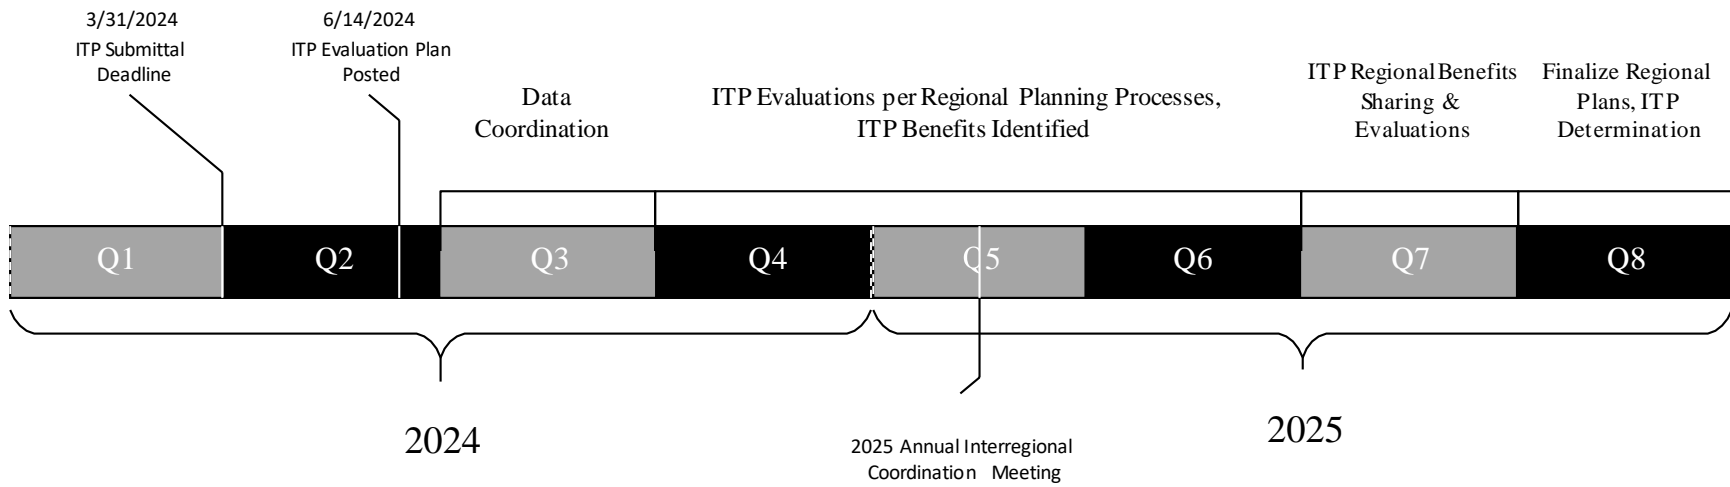 3/31/2024
ITP Submittal
Deadline
6/14/2024
ITP Evaluation Plan
Posted
Data
Coordination
ITP Evaluations per Regional Planning Processes,
ITP Benefits Identified
ITP Regional Benefits
Sharing &
Evaluations
Finalize Regional
Plans, ITP
Determination
Q1
Q2
Q3
Q4
Q5
Q6
Q7
Q8
2024
2025 Annual Interregional
Coordination Meeting
2025